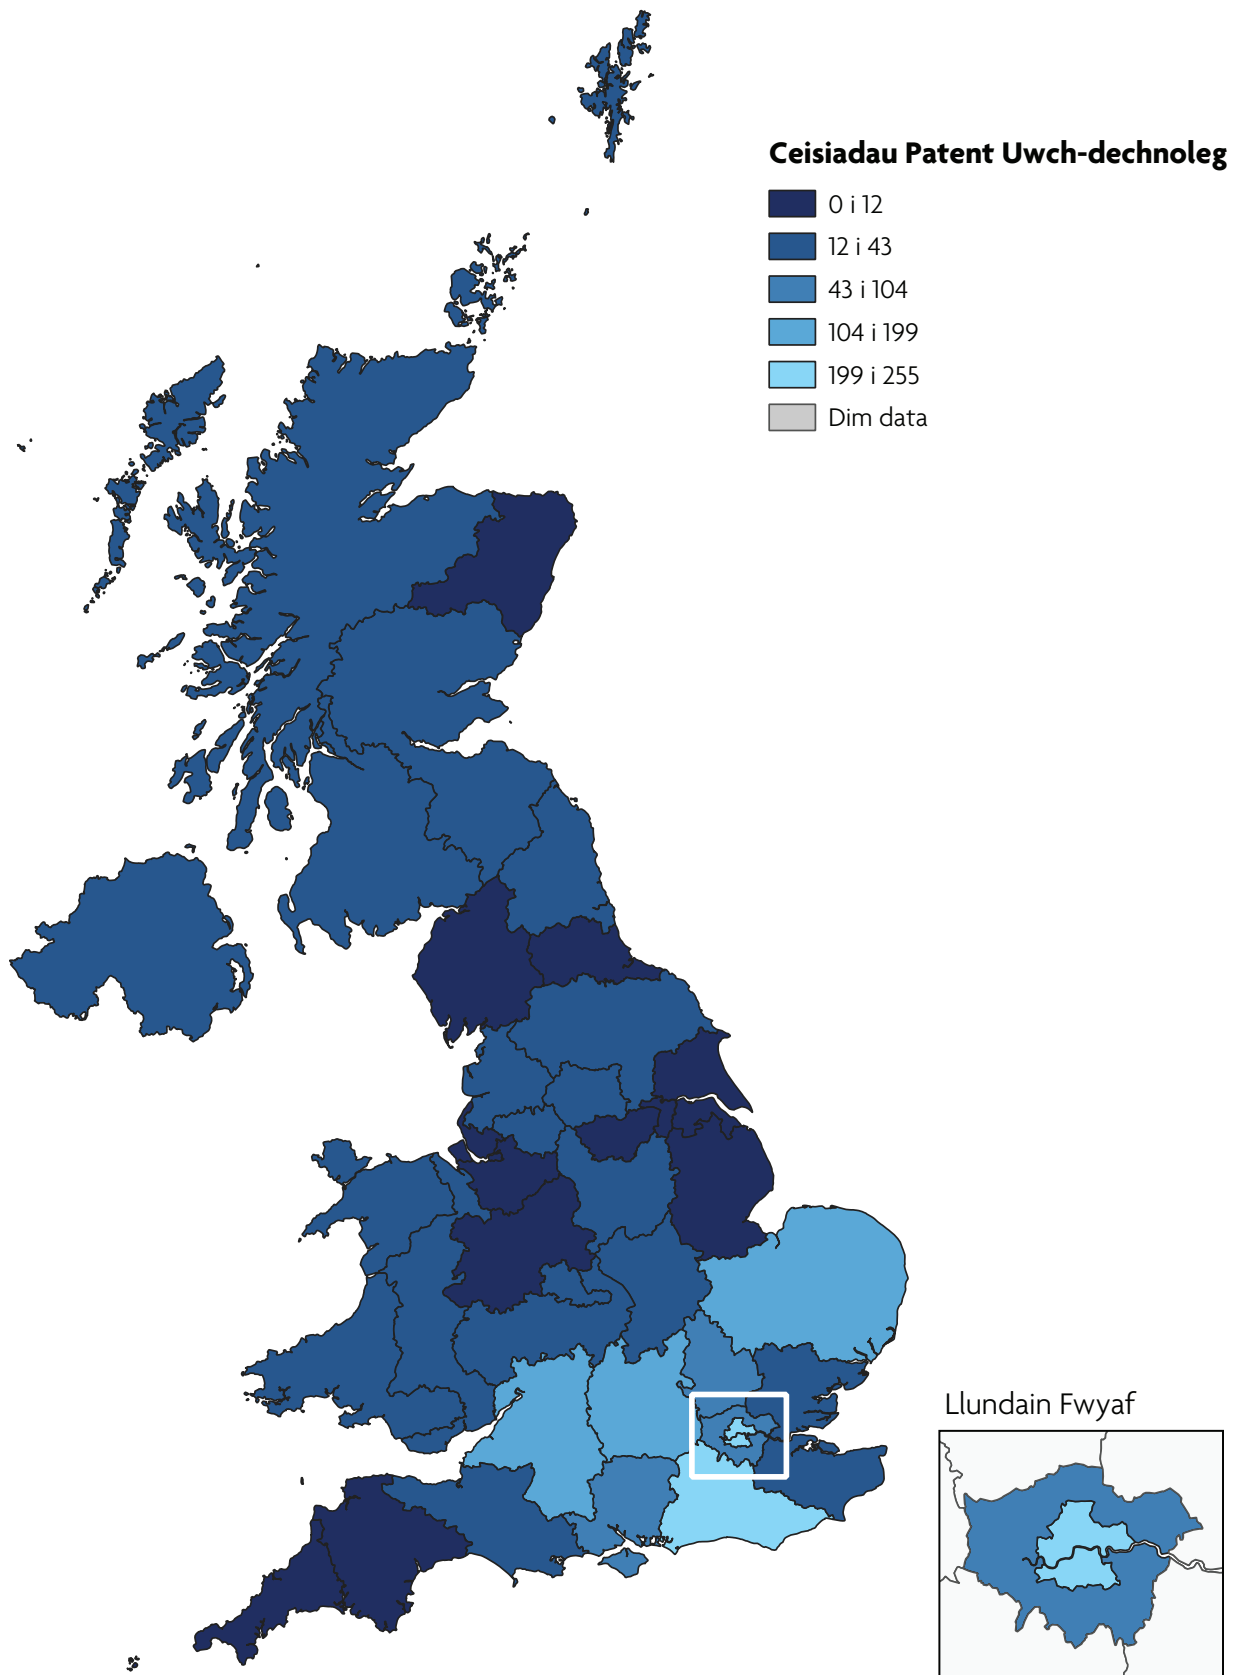 Ceisiadau Patent Uwch-dechnoleg
0 i 12
12 i 43
43 i 104
104 i 199
199 i 255
Dim data
Llundain Fwyaf